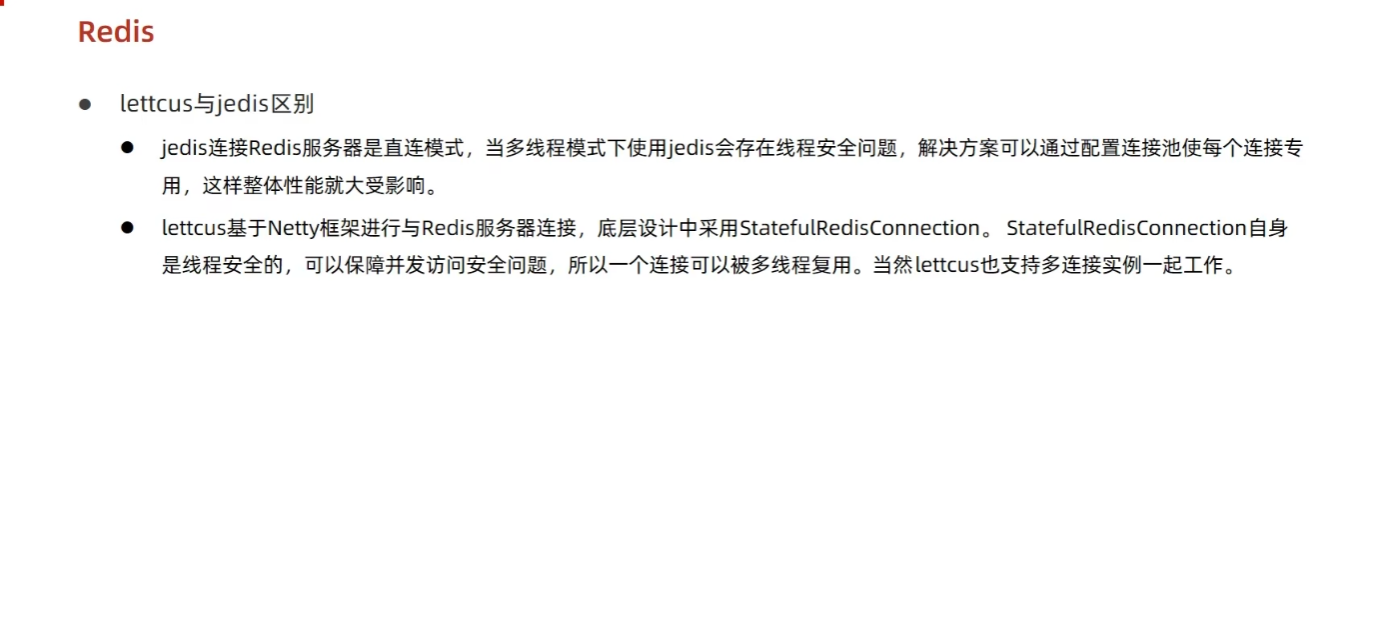 Redis
lettcus与jedis区别
jedis连接Redis服务器是直连模式，当多线程模式下使用jedis会存在线程安全问题，解决方案可以通过配置连接池使每个连接专
用，这样整体性能就大受影响。
lettcus基于Netty框架进行与Redis服务器连接，底层设计中采用StatefulRedisConnection。 StatefulRedisConnection自身
是线程安全的，可以保障并发访问安全问题，所以一个连接可以被多线程复用。当然lettcus也支持多连接实例一起工作。